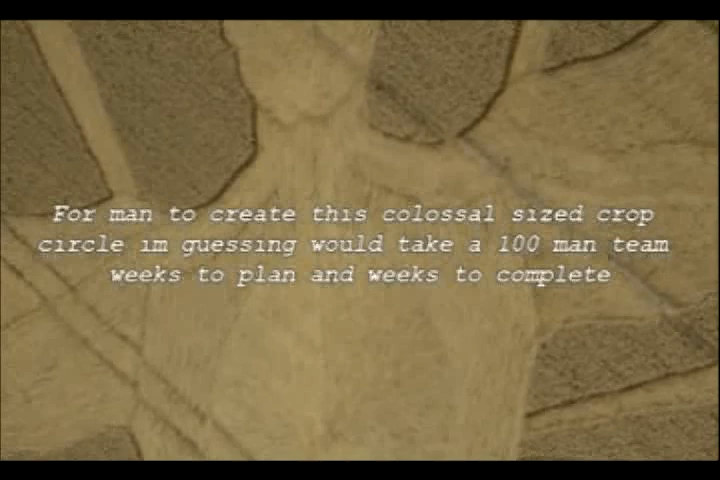 For man to create this colossal sized crop
circle im guessing would take a 100 man team
weeks to plan and weeks to complete